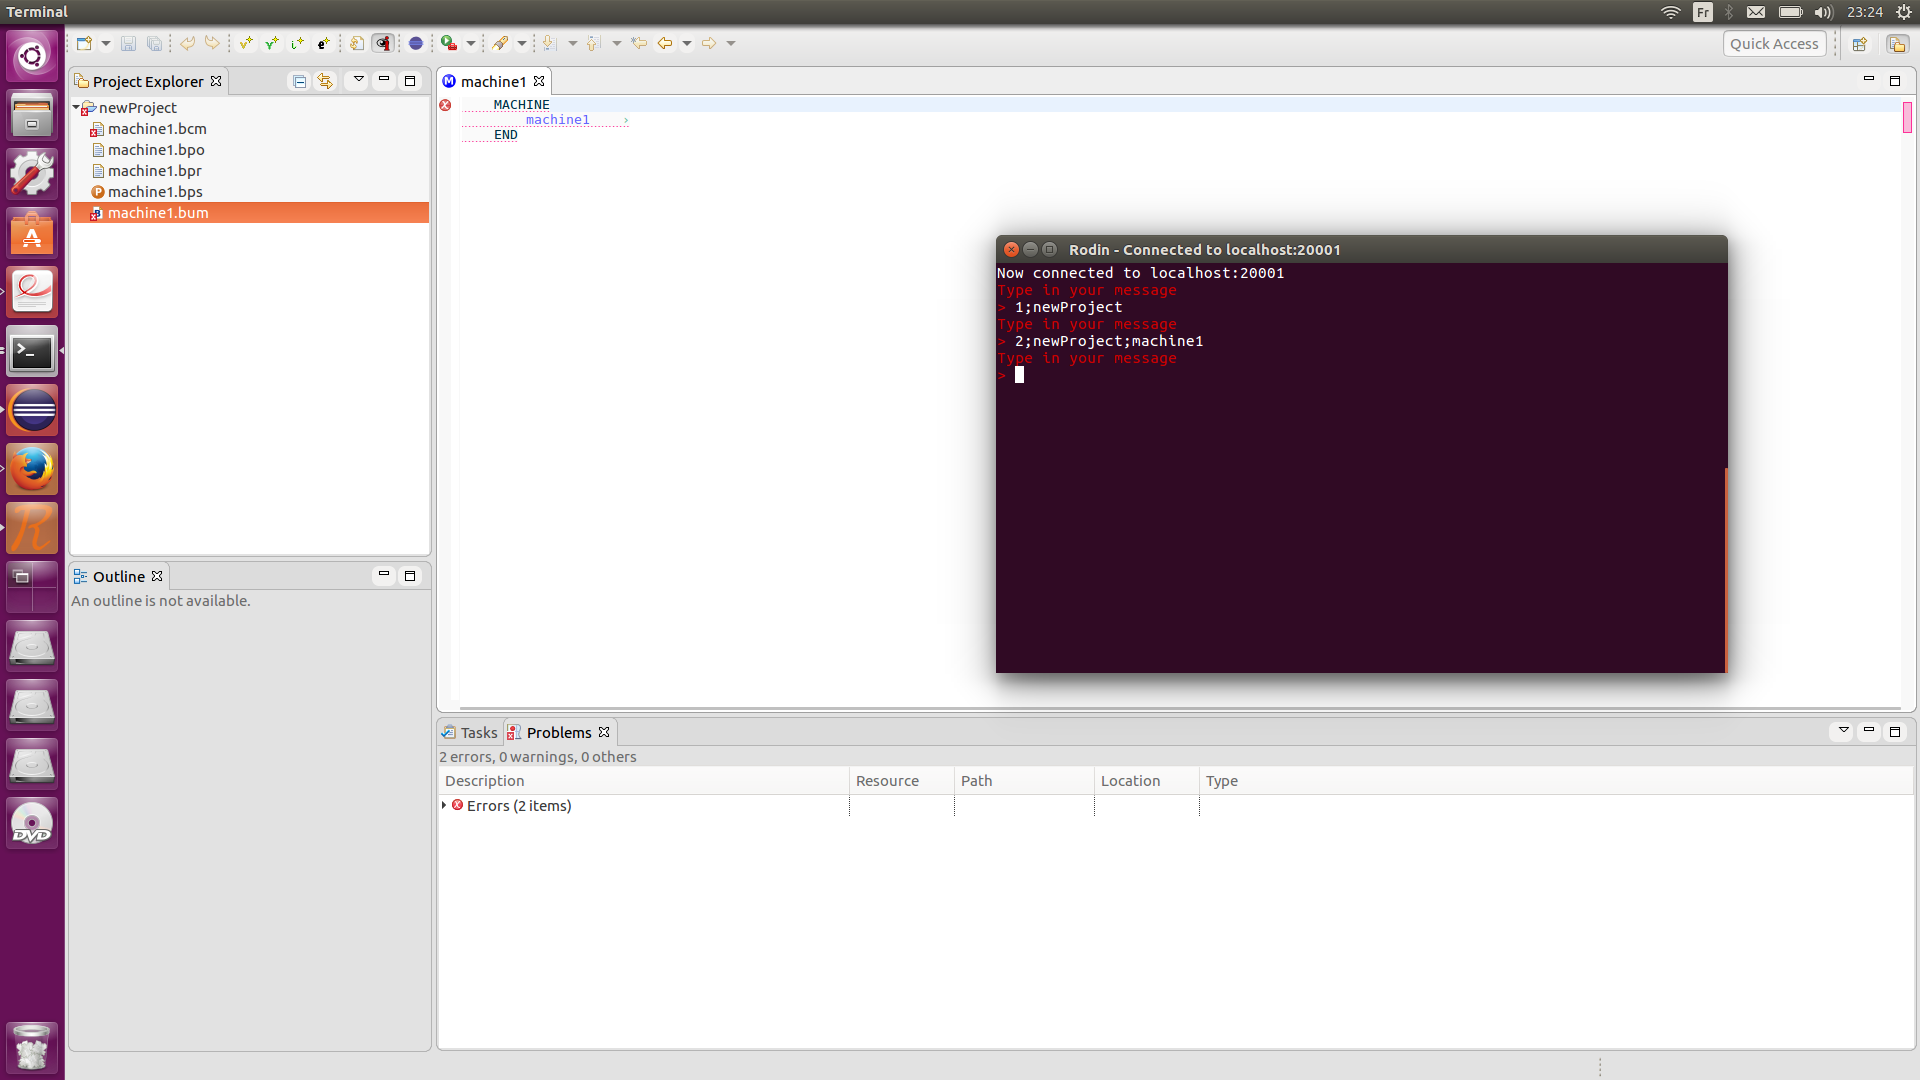 Terminal
Fr
23:24
Quick Access
Project Explorer
newProject
machine1.bcm
machine1.bpo
machine1.bpr
machine1.bps
machine1.bum
machine1
MACHINE
machine1 ›
END
Rodin - Connected to localhost:20001
Now connected to localhost:20001
Type in your message
> 1;newProject
Type in your message
> 2;newProject;machine1
Type in your message
>
Outline
An outline is not available.
Tasks Problems
2 errors, 0 warnings, 0 others
Description Resource Path Location Type
Errors (2 items)
DVD